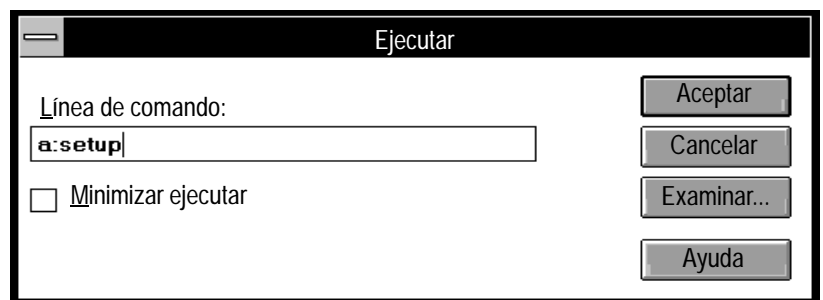 Ejecutar
Línea de comando:
a:setup
Minimizar ejecutar
Aceptar
Cancelar
Examinar...
Ayuda